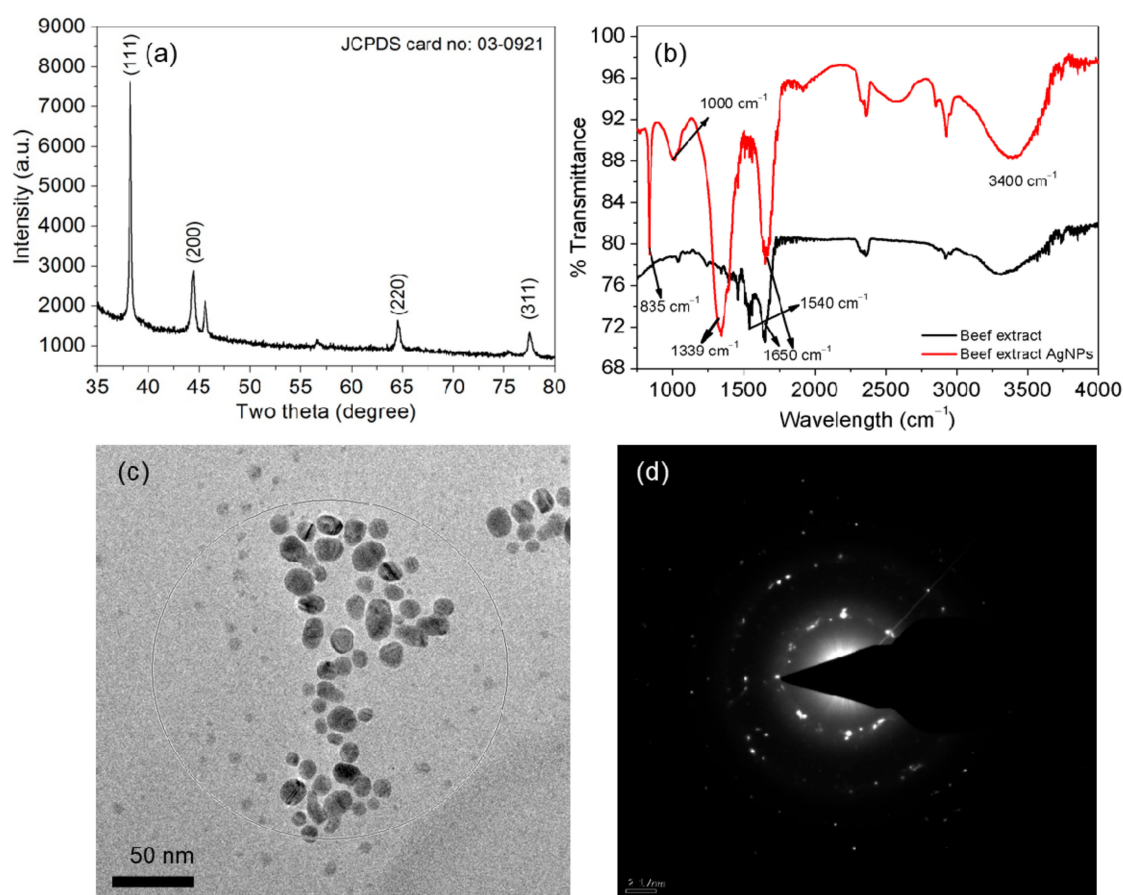 (a)
JCPDS card no: 03-0921
(111)
(200)
(220)
(311)
9000
8000
7000
6000
5000
4000
3000
2000
1000
Intensity (a.u.)
35 40 45 50 55 60 65 70 75 80
Two theta (degree)
(b)
100
96
92
88
84
80
76
72
68
% Transmittance
1000 cm⁻¹
3400 cm⁻¹
835 cm⁻¹
1540 cm⁻¹
1339 cm⁻¹
1650 cm⁻¹
Beef extract
Beef extract AgNPs
1000 1500 2000 2500 3000 3500 4000
Wavelength (cm⁻¹)
(c)
50 nm
(d)